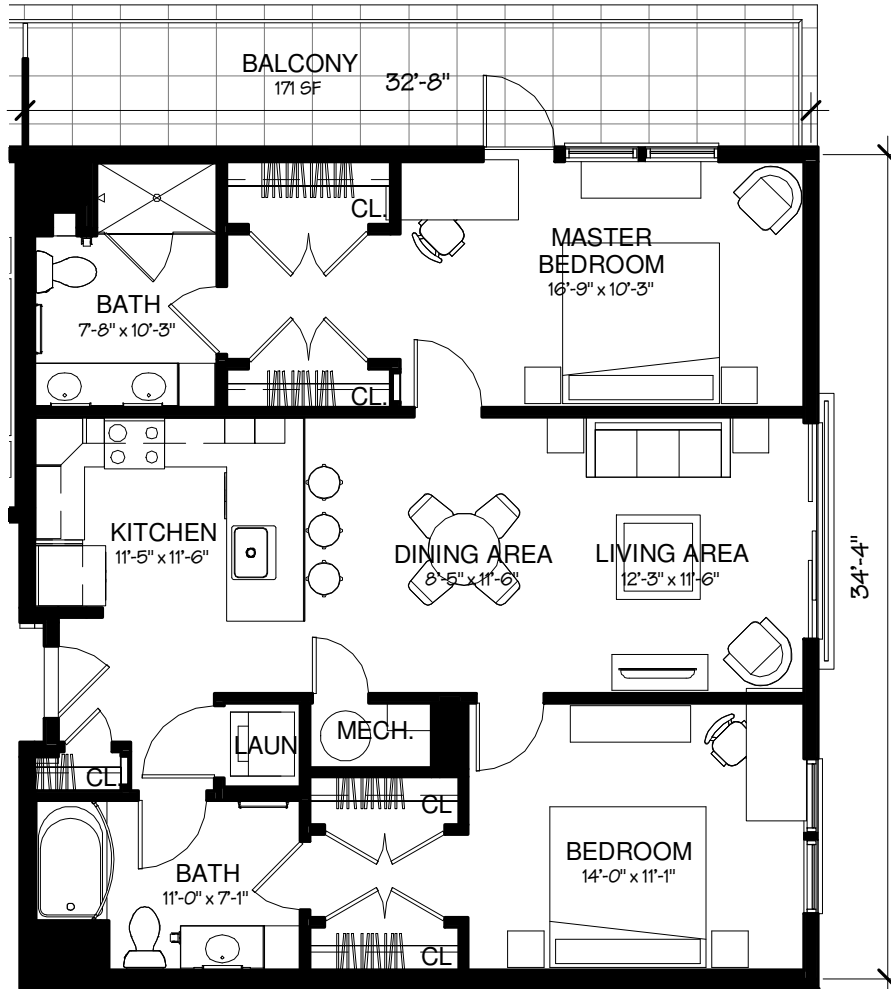 BALCONY
171 SF
32'-8"
CL.
MASTER
BEDROOM
16'-9" x 10'-3"
BATH
7'-8" x 10'-3"
CL.
KITCHEN
11'-5" x 11'-6"
DINING AREA
8'-5" x 11'-6"
LIVING AREA
12'-3" x 11'-6"
34'-4"
LAUN
MECH.
CL
CL
BATH
11'-0" x 7'-1"
BEDROOM
14'-0" x 11'-1"
CL